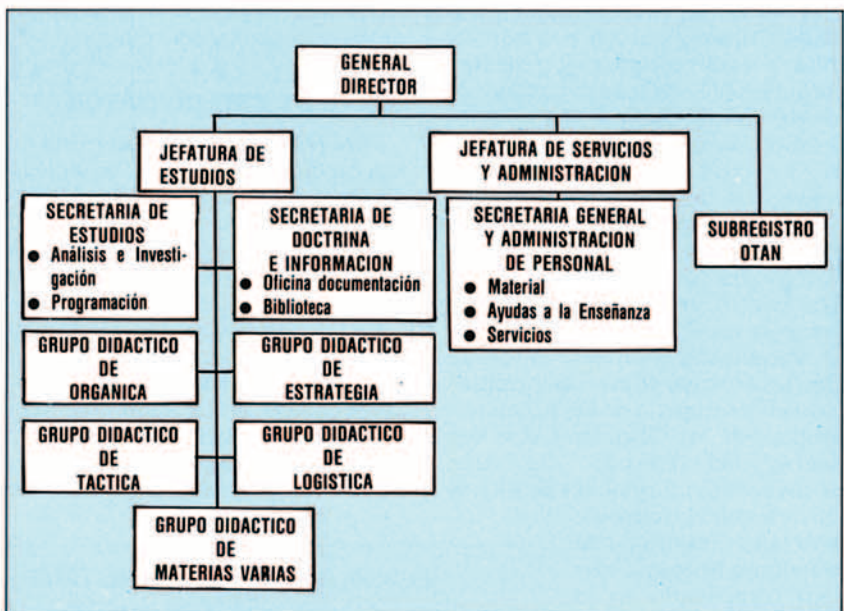 GENERAL
DIRECTOR
JEFATURA DE
ESTUDIOS
JEFATURA DE SERVICIOS
Y ADMINISTRACION
SECRETARIA DE
ESTUDIOS
● Análisis e Investi-
gación
● Programación
SECRETARIA DE
DOCTRINA
E INFORMACION
● Oficina documentación
● Biblioteca
SECRETARIA GENERAL
Y ADMINISTRACION
DE PERSONAL
● Material
● Ayudas a la Enseñanza
● Servicios
SUBREGISTRO
OTAN
GRUPO DIDACTICO
DE
ORGANICA
GRUPO DIDACTICO
DE
ESTRATEGIA
GRUPO DIDACTICO
DE
TACTICA
GRUPO DIDACTICO
DE
LOGISTICA
GRUPO DIDACTICO
DE
MATERIAS VARIAS